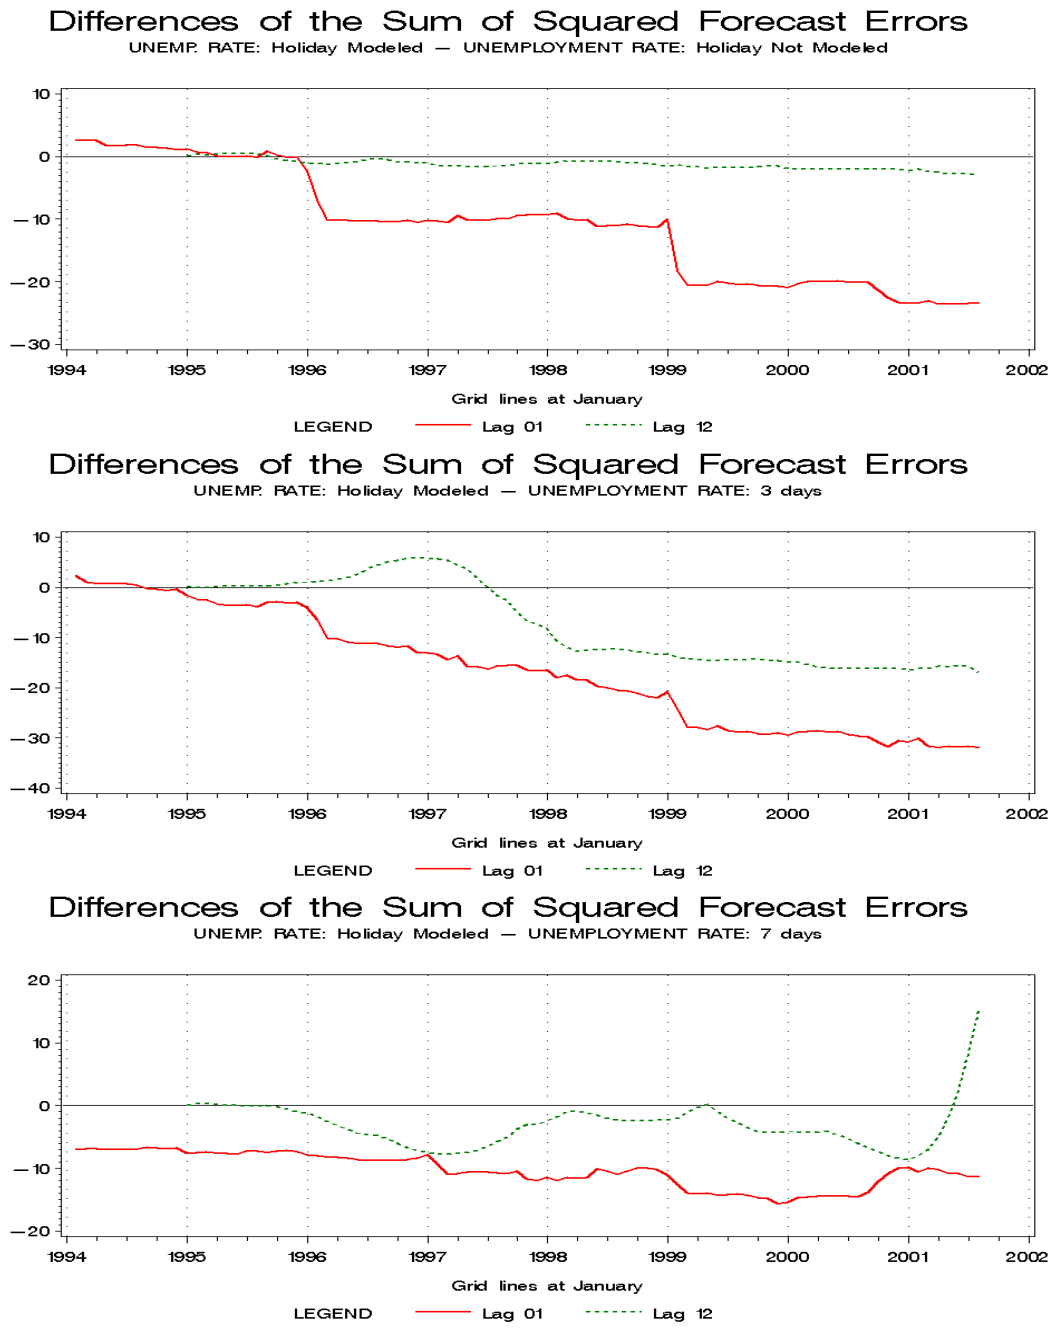 Differences of the Sum of Squared Forecast Errors
UNEMP. RATE: Holiday Modeled — UNEMPLOYMENT RATE: Holiday Not Modeled
10
0
—10
—20
—30
1994 1995 1996 1997 1998 1999 2000 2001 2002
Grid lines at January
LEGEND Lag 01 Lag 12
Differences of the Sum of Squared Forecast Errors
UNEMP. RATE: Holiday Modeled — UNEMPLOYMENT RATE: 3 days
10
0
—10
—20
—30
—40
1994 1995 1996 1997 1998 1999 2000 2001 2002
Grid lines at January
LEGEND Lag 01 Lag 12
Differences of the Sum of Squared Forecast Errors
UNEMP. RATE: Holiday Modeled — UNEMPLOYMENT RATE: 7 days
20
10
0
—10
—20
1994 1995 1996 1997 1998 1999 2000 2001 2002
Grid lines at January
LEGEND Lag 01 Lag 12